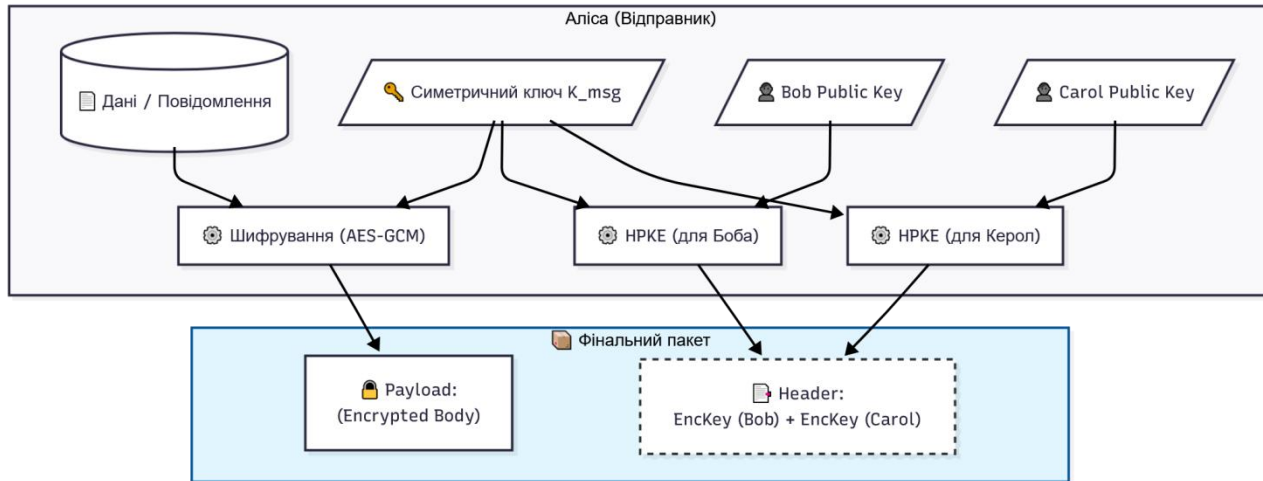 Аліса (Відправник)
Дані / Повідомлення
Симетричний ключ K_msg
Bob Public Key
Carol Public Key
Шифрування (AES-GCM)
HPKE (для Боба)
HPKE (для Керол)
Фінальний пакет
Payload:
(Encrypted Body)
Header:
EncKey (Bob) + EncKey (Carol)